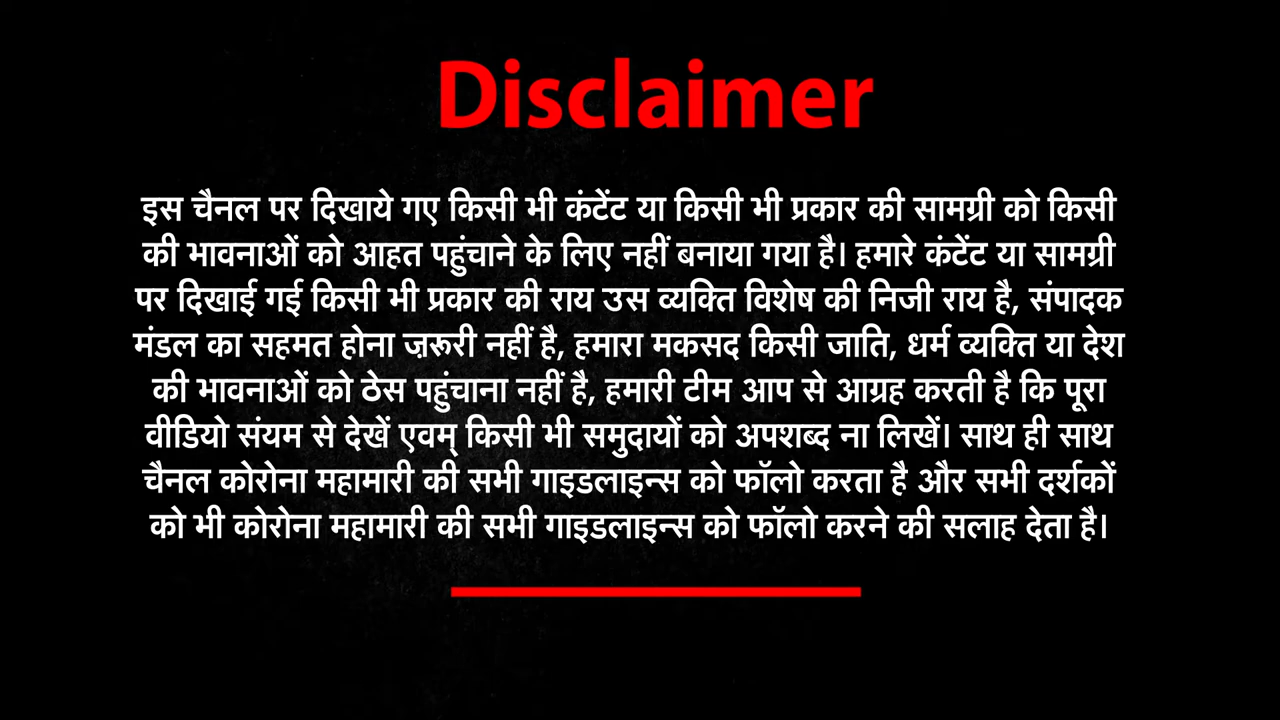 Disclaimer
इस चैनल पर दिखाये गए किसी भी कंटेंट या किसी भी प्रकार की सामग्री को किसी
की भावनाओं को आहत पहुंचाने के लिए नहीं बनाया गया है। हमारे कंटेंट या सामग्री
पर दिखाई गई किसी भी प्रकार की राय उस व्यक्ति विशेष की निजी राय है, संपादक
मंडल का सहमत होना ज़रूरी नहीं है, हमारा मकसद किसी जाति, धर्म व्यक्ति या देश
की भावनाओं को ठेस पहुंचाना नहीं है, हमारी टीम आप से आग्रह करती है कि पूरा
वीडियो संयम से देखें एवम् किसी भी समुदायों को अपशब्द ना लिखें। साथ ही साथ
चैनल कोरोना महामारी की सभी गाइडलाइन्स को फॉलो करता है और सभी दर्शकों
को भी कोरोना महामारी की सभी गाइडलाइन्स को फॉलो करने की सलाह देता है।